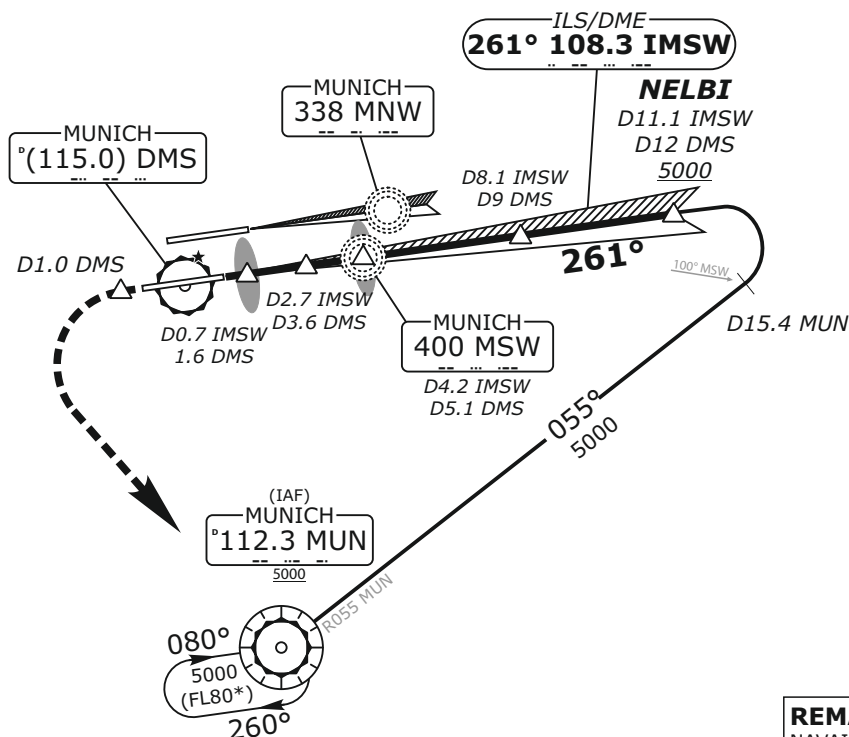 ILS/DME
261° 108.3 IMSW
NELBI
D11.1 IMSW
D12 DMS
5000
MUNICH
338 MNW
MUNICH
D(115.0) DMS
D8.1 IMSW
D9 DMS
261°
100° MSW
D1.0 DMS
D2.7 IMSW
D3.6 DMS
D0.7 IMSW
1.6 DMS
MUNICH
400 MSW
D4.2 IMSW
D5.1 DMS
D15.4 MUN
055°
5000
(IAF)
MUNICH
D112.3 MUN
5000
R055 MUN
080°
5000
(FL80*)
260°